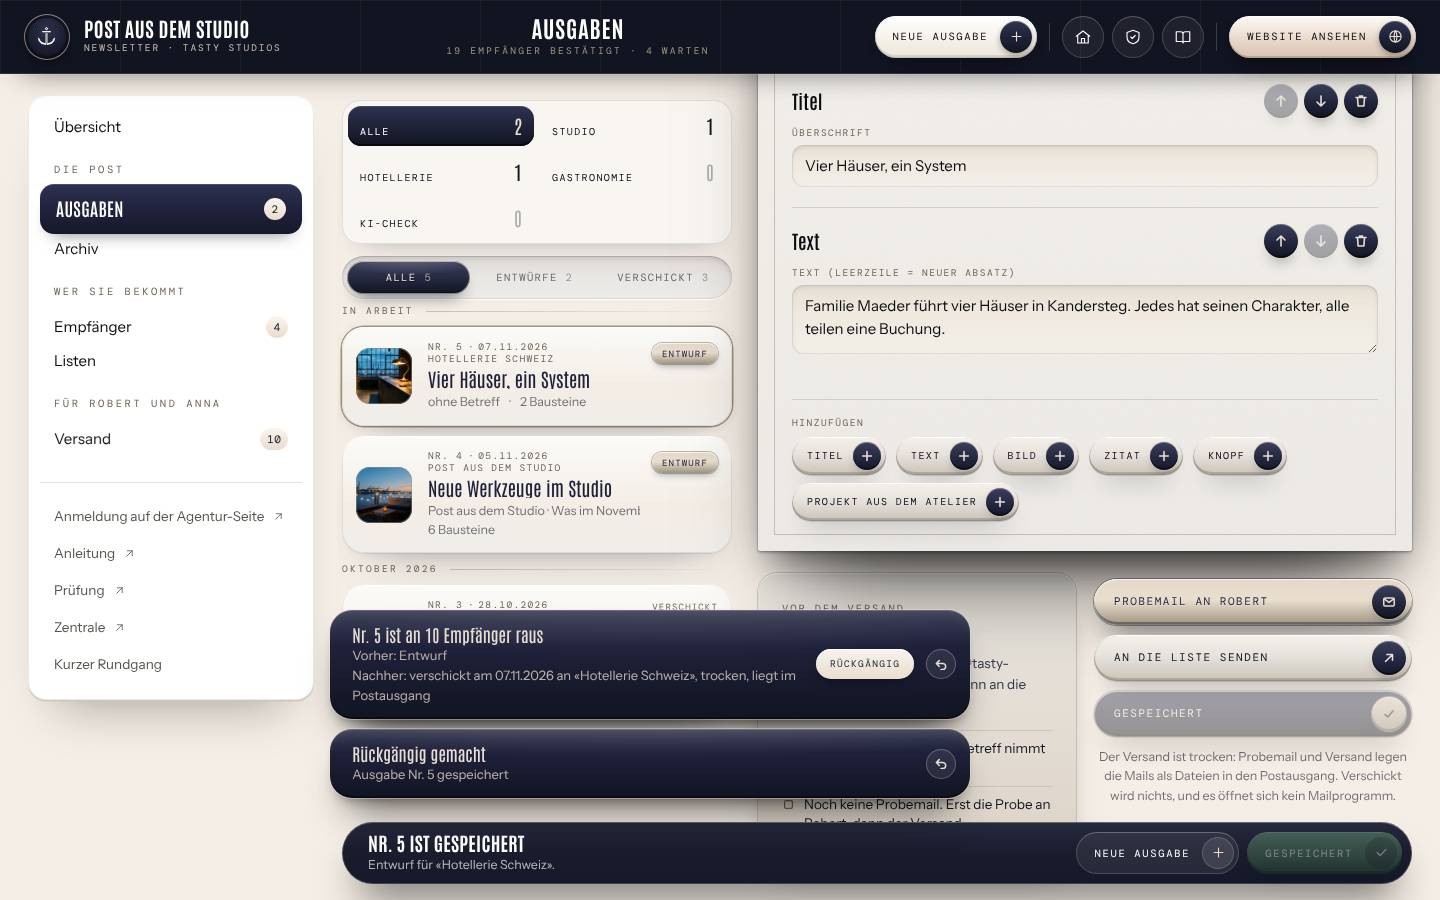 POST AUS DEM STUDIO
NEWSLETTER · TASTY STUDIOS
AUSGABEN
19 EMPFÄNGER BESTÄTIGT · 4 WARTEN
NEUE AUSGABE
WEBSITE ANSEHEN
Übersicht
DIE POST
AUSGABEN 2
Archiv
WER SIE BEKOMMT
Empfänger 4
Listen
FÜR ROBERT UND ANNA
Versand 10
Anmeldung auf der Agentur-Seite ↗
Anleitung ↗
Prüfung ↗
Zentrale ↗
Kurzer Rundgang
ALLE 2
STUDIO 1
HOTELLERIE 1
GASTRONOMIE 0
KI-CHECK 0
ALLE 5
ENTWÜRFE 2
VERSCHICKT 3
IN ARBEIT
NR. 5 · 07.11.2026
HOTELLERIE SCHWEIZ
ENTWURF
Vier Häuser, ein System
ohne Betreff · 2 Bausteine
NR. 4 · 05.11.2026
POST AUS DEM STUDIO
ENTWURF
Neue Werkzeuge im Studio
Post aus dem Studio · Was im Novem
6 Bausteine
OKTOBER 2026
NR. 3 · 28.10.2026
VERSCHICKT
Titel
ÜBERSCHRIFT
Vier Häuser, ein System
Text
TEXT (LEERZEILE = NEUER ABSATZ)
Familie Maeder führt vier Häuser in Kandersteg. Jedes hat seinen Charakter, alle
teilen eine Buchung.
HINZUFÜGEN
TITEL
TEXT
BILD
ZITAT
KNOPF
PROJEKT AUS DEM ATELIER
VOR DEM VERSAND
tasty-
nn an die
etreff nimmt
Noch keine Probemail. Erst die Probe an
Robert, dann der Versand.
PROBEMAIL AN ROBERT
AN DIE LISTE SENDEN
GESPEICHERT
Der Versand ist trocken: Probemail und Versand legen
die Mails als Dateien in den Postausgang. Verschickt
wird nichts, und es öffnet sich kein Mailprogramm.
Nr. 5 ist an 10 Empfänger raus
Vorher: Entwurf
Nachher: verschickt am 07.11.2026 an «Hotellerie Schweiz», trocken, liegt im
Postausgang
RÜCKGÄNGIG
Rückgängig gemacht
Ausgabe Nr. 5 gespeichert
NR. 5 IST GESPEICHERT
Entwurf für «Hotellerie Schweiz».
NEUE AUSGABE
GESPEICHERT